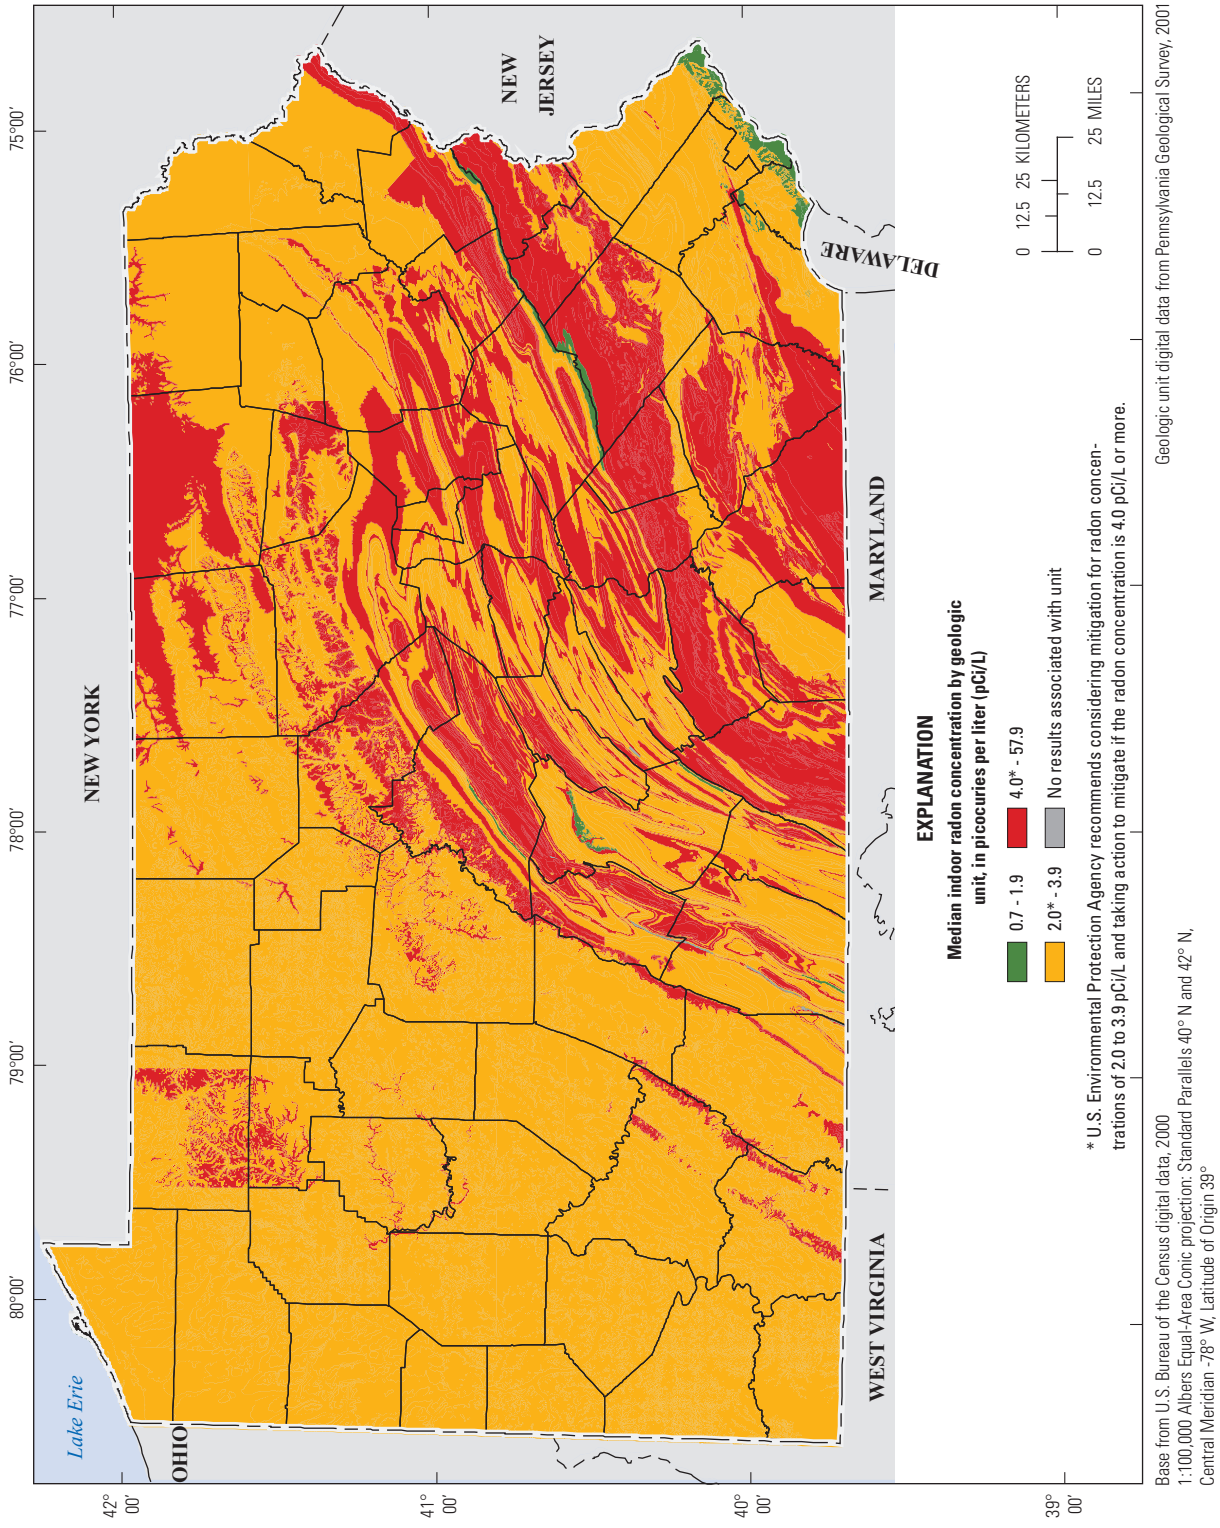 80°00'
79°00'
78°00'
77°00'
76°00'
75°00'
42°
00'
41°
00'
40°
00'
39°
00'
Lake Erie
NEW YORK
OHIO
NEW
JERSEY
WEST VIRGINIA
MARYLAND
DELAWARE
EXPLANATION
Median indoor radon concentration by geologic
unit, in picocuries per liter (pCi/L)
0.7 - 1.9
4.0* - 57.9
2.0* - 3.9
No results associated with unit
0 12.5 25 KILOMETERS
0 12.5 25 MILES
* U.S. Environmental Protection Agency recommends considering mitigation for radon concen-
trations of 2.0 to 3.9 pCi/L and taking action to mitigate if the radon concentration is 4.0 pCi/L or more.
Base from U.S. Bureau of the Census digital data, 2000
1:100,000 Albers Equal-Area Conic projection: Standard Parallels 40° N and 42° N,
Central Meridian -78° W, Latitude of Origin 39°
Geologic unit digital data from Pennsylvania Geological Survey, 2001